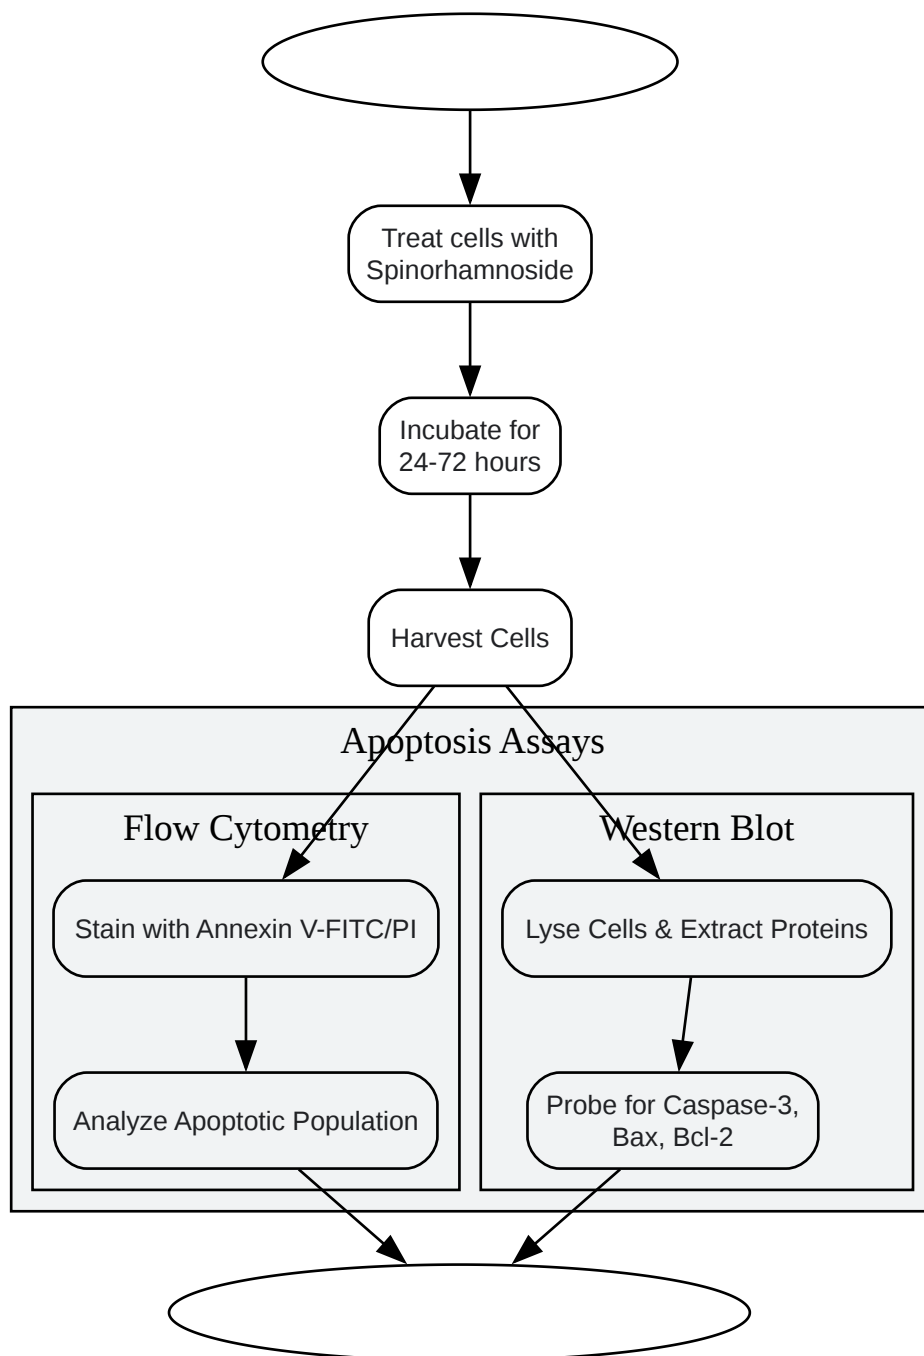 Treat cells with
Spinorhamnoside
Incubate for
24-72 hours
Harvest Cells
Apoptosis Assays
Flow Cytometry
Western Blot
Stain with Annexin V-FITC/PI
Lyse Cells & Extract Proteins
Analyze Apoptotic Population
Probe for Caspase-3,
Bax, Bcl-2